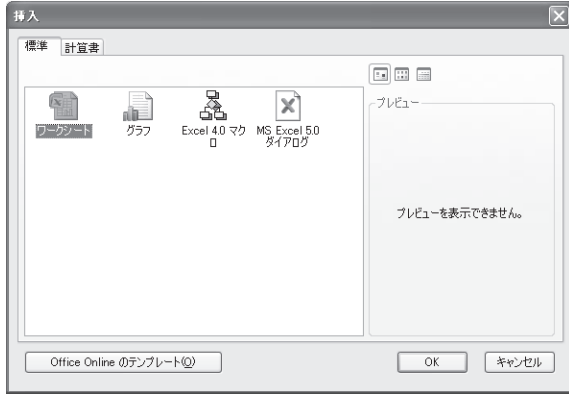 挿入
標準
計算書
ワークシート
グラフ
Excel 4.0 マク
ロ
MS Excel 5.0
ダイアログ
プレビュー
プレビューを表示できません。
Office Online のテンプレート(O)
OK
キャンセル